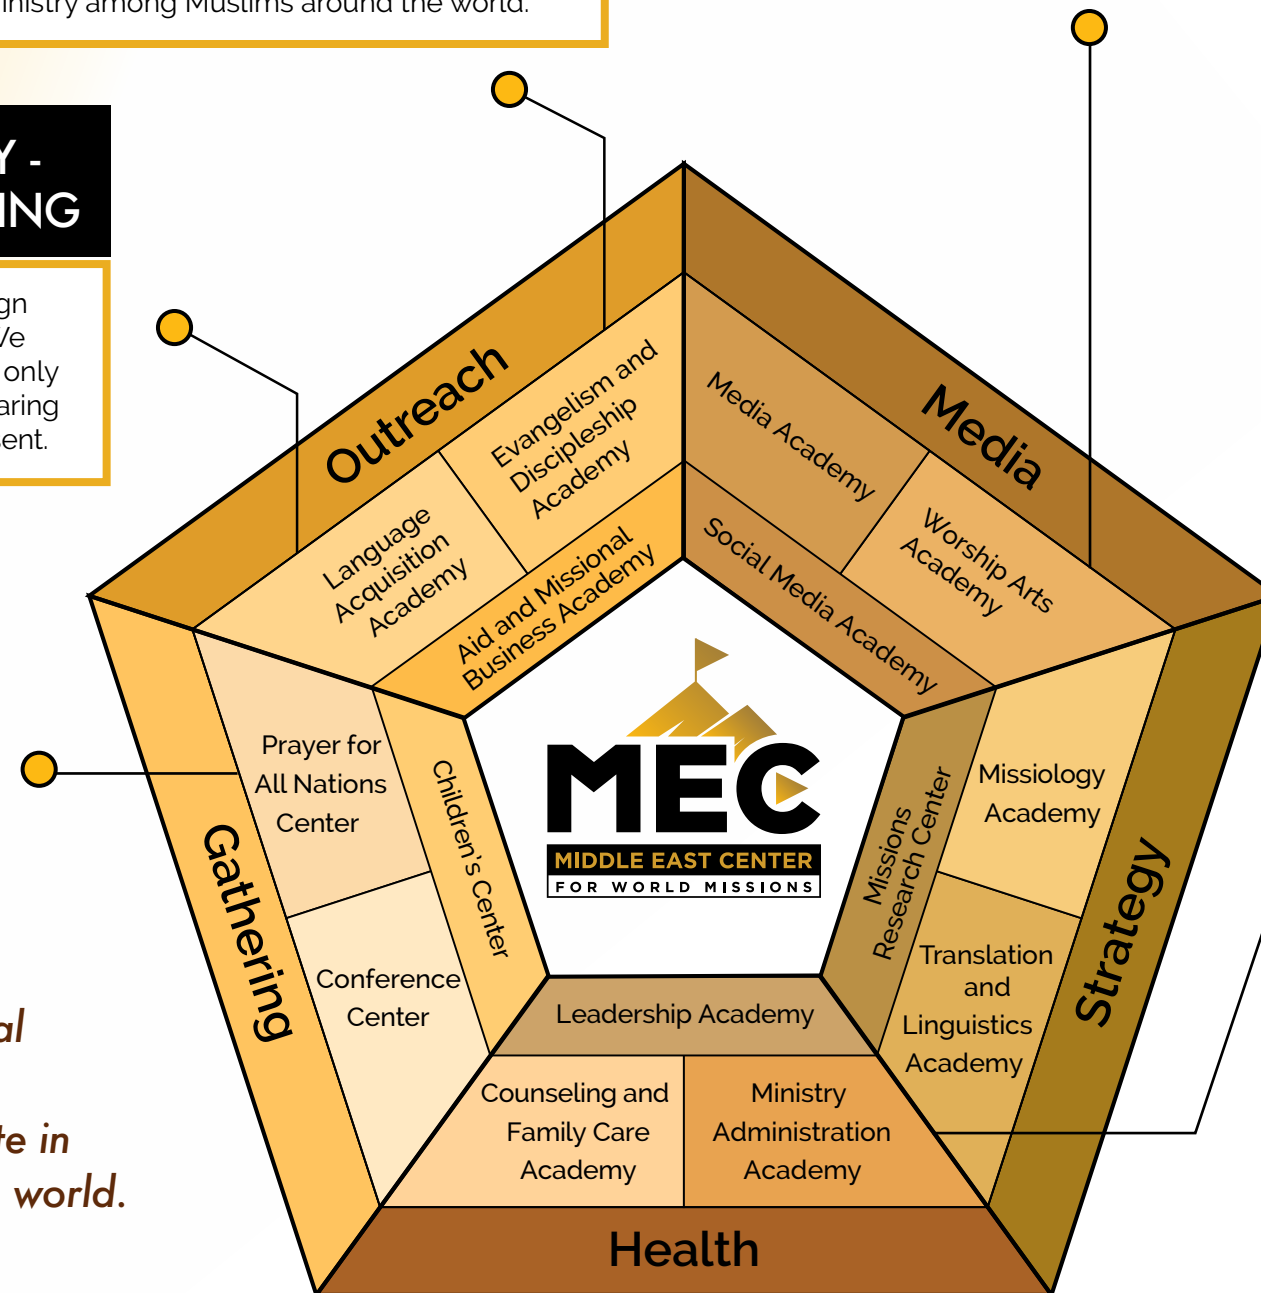 inistry among Muslims around the world.
Y -
ING
ign
Ve
only
aring
sent.
Outreach
Evangelism and
Discipleship
Academy
Language
Acquisition
Academy
Aid and Missional
Business Academy
Media
Media Academy
Worship Arts
Academy
Social Media Academy
Gathering
Prayer for
All Nations
Center
Children's Center
Conference
Center
MEC
MIDDLE EAST CENTER
FOR WORLD MISSIONS
Strategy
Missiology
Academy
Missions
Research Center
Translation
and
Linguistics
Academy
Leadership Academy
Counseling and
Family Care
Academy
Ministry
Administration
Academy
Health
al
te in
world.